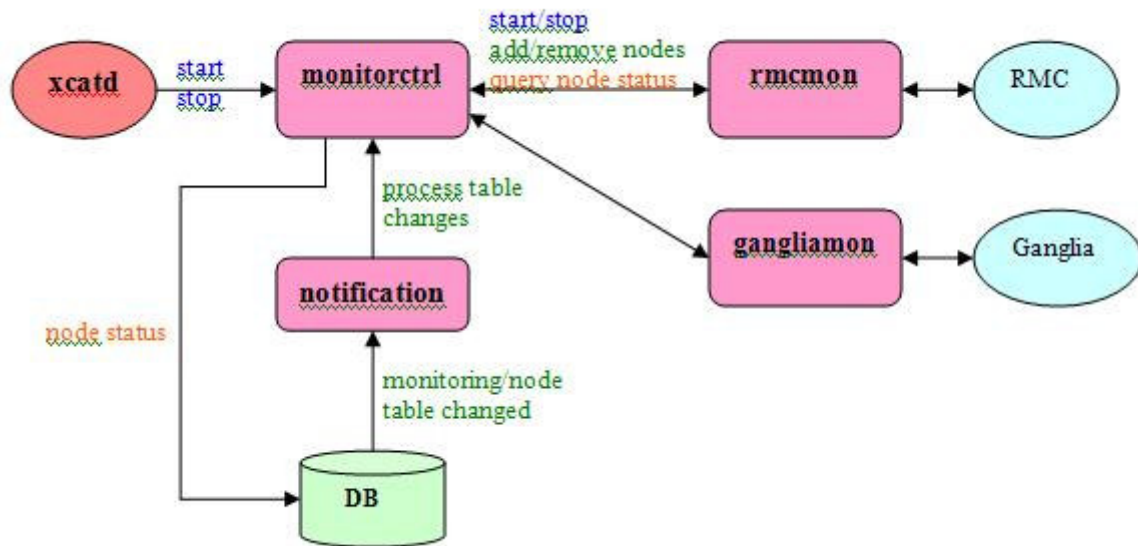 xcatd
start
stop
monitorctrl
start/stop
add/remove nodes
query node status
rmcmon
RMC
process table
changes
gangliamon
Ganglia
notification
node status
monitoring/node
table changed
DB